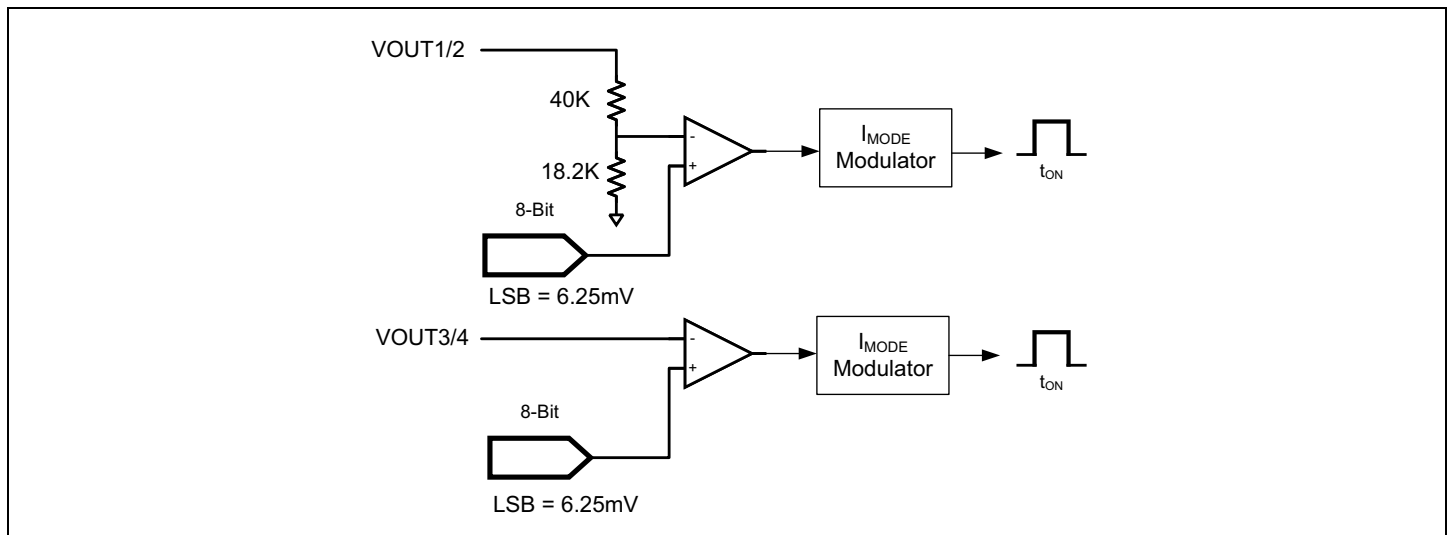 VOUT1/2
40K
-
+
18.2K
8-Bit
LSB = 6.25mV
IMODE
Modulator
tON
VOUT3/4
-
+
8-Bit
LSB = 6.25mV
IMODE
Modulator
tON